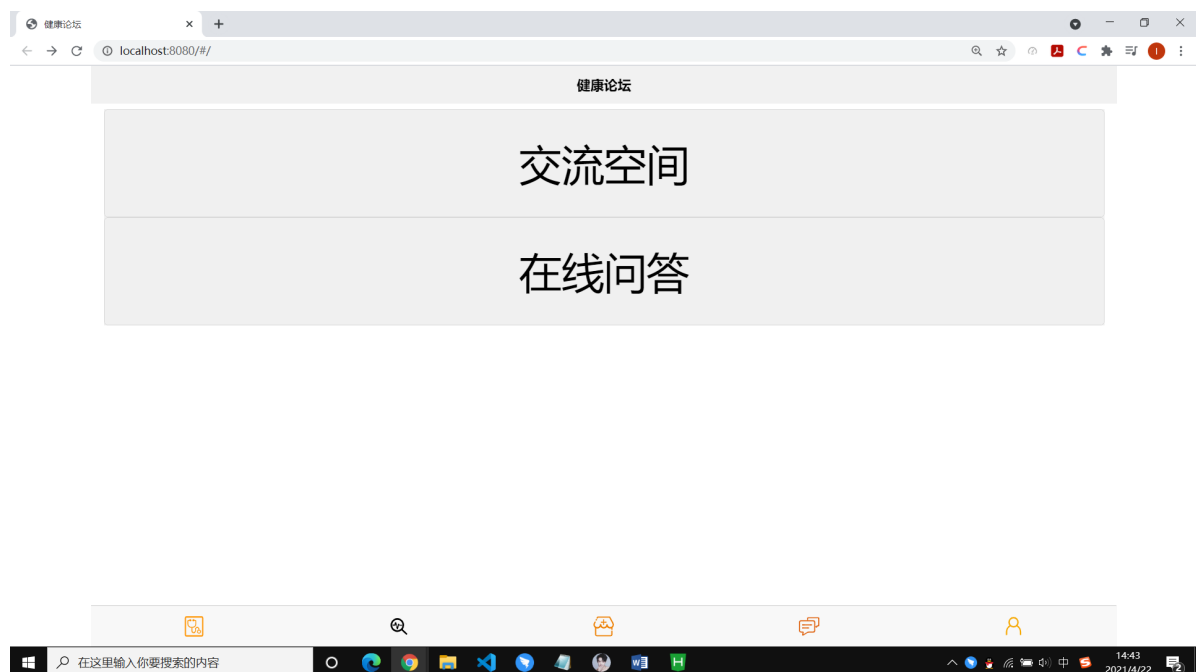 健康论坛
localhost:8080/#/
健康论坛
交流空间
在线问答
在这里输入你要搜索的内容
中
14:43
2021/4/22
2